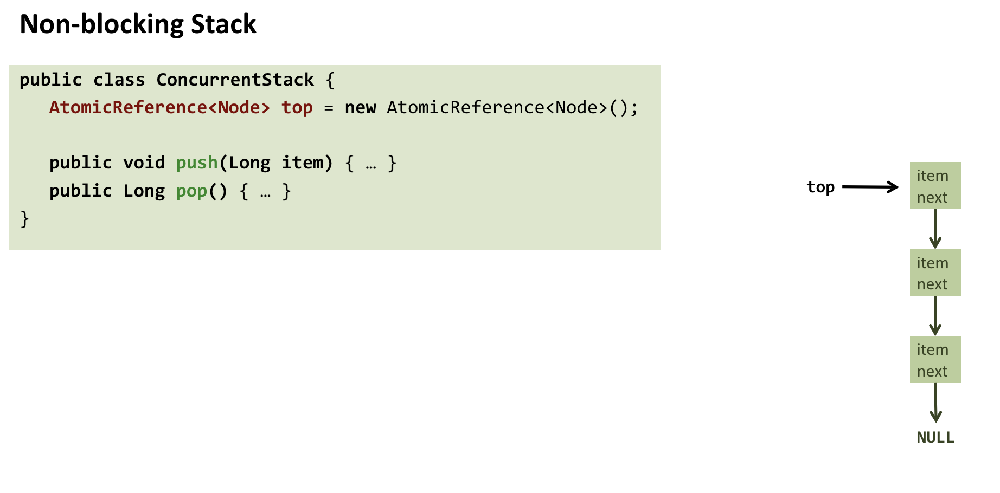 Non-blocking Stack
public class ConcurrentStack {
AtomicReference<Node> top = new AtomicReference<Node>();
public void push(Long item) { … }
public Long pop() { … }
}
top
item
next
item
next
item
next
NULL